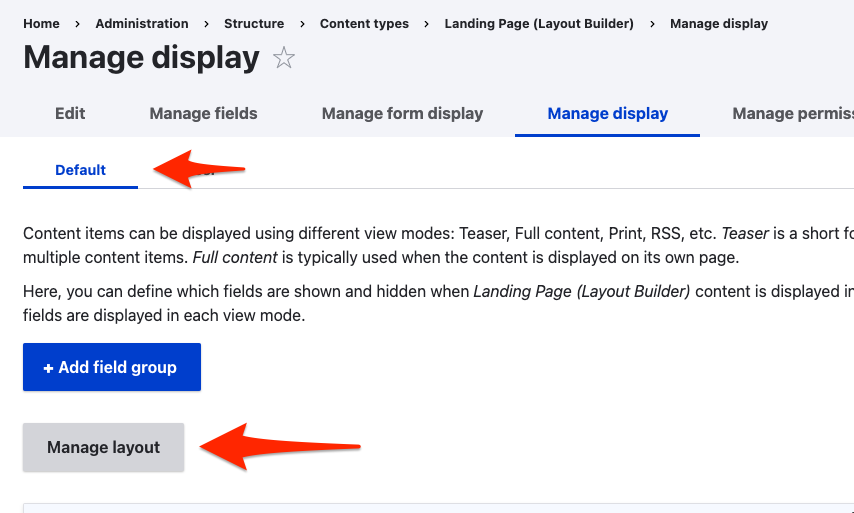 Home > Administration > Structure > Content types > Landing Page (Layout Builder) > Manage display
Manage display
Edit Manage fields Manage form display Manage display Manage permiss
Default
Content items can be displayed using different view modes: Teaser, Full content, Print, RSS, etc. Teaser is a short fo
multiple content items. Full content is typically used when the content is displayed on its own page.
Here, you can define which fields are shown and hidden when Landing Page (Layout Builder) content is displayed in
fields are displayed in each view mode.
+ Add field group
Manage layout